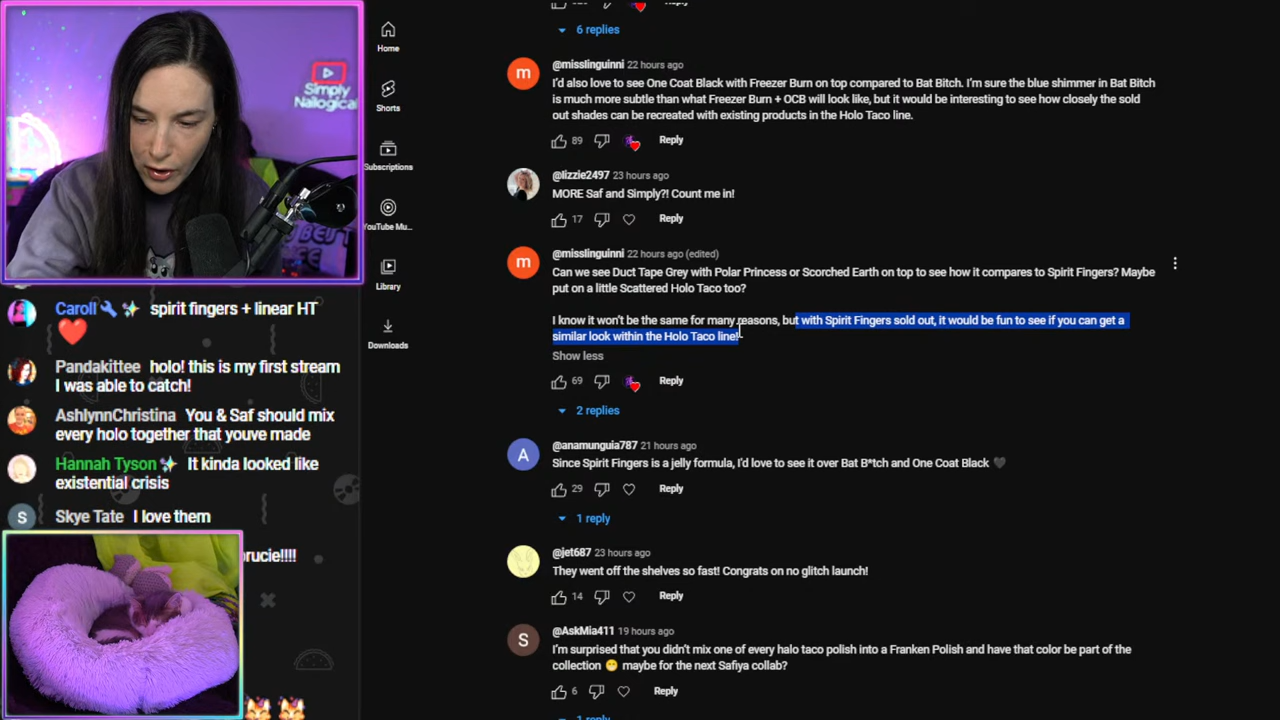 Simply
Nailogical
Caroll spirit fingers + linear HT
Pandakittee holo! this is my first stream
I was able to catch!
AshlynnChristina You & Saf should mix
every holo together that youve made
Hannah Tyson It kinda looked like
existential crisis
S
Skye Tate I love them
rucie!!!!
Home
Shorts
Subscriptions
YouTube Mu...
Library
Downloads
Reply
6 replies
m
@misslinguinni 22 hours ago
I'd also love to see One Coat Black with Freezer Burn on top compared to Bat Bitch. I'm sure the blue shimmer in Bat Bitch
is much more subtle than what Freezer Burn + OCB will look like, but it would be interesting to see how closely the sold
out shades can be recreated with existing products in the Holo Taco line.
89 Reply
@lizzie2497 23 hours ago
MORE Saf and Simply?! Count me in!
17 Reply
m
@misslinguinni 22 hours ago (edited)
Can we see Duct Tape Grey with Polar Princess or Scorched Earth on top to see how it compares to Spirit Fingers? Maybe
put on a little Scattered Holo Taco too?
I know it won't be the same for many reasons, but with Spirit Fingers sold out, it would be fun to see if you can get a
similar look within the Holo Taco line!
Show less
69 Reply
2 replies
A
@anamunguia787 21 hours ago
Since Spirit Fingers is a jelly formula, I'd love to see it over Bat B*tch and One Coat Black 🖤
29 Reply
1 reply
@jet687 23 hours ago
They went off the shelves so fast! Congrats on no glitch launch!
14 Reply
S
@AskMia411 19 hours ago
I'm surprised that you didn't mix one of every halo taco polish into a Franken Polish and have that color be part of the
collection 😁 maybe for the next Safiya collab?
6 Reply
1 reply